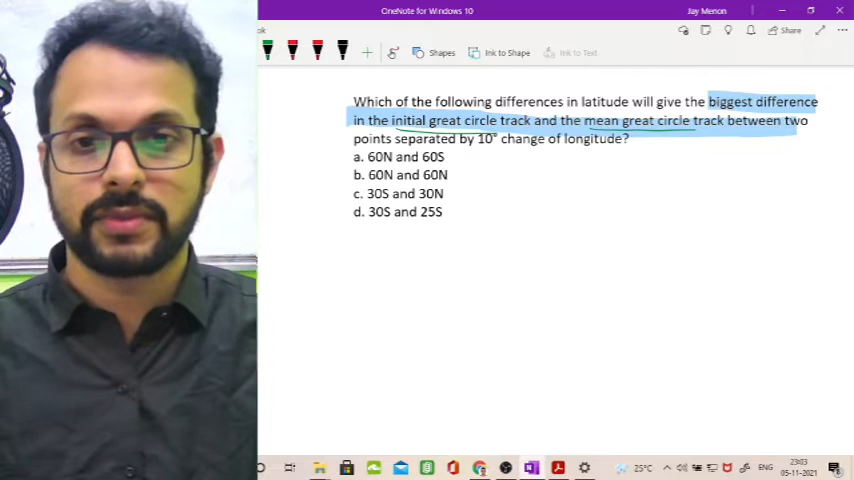 OneNote for Windows 10
Jay Menon
ok
Shapes
Ink to Shape
Ink to Text
Share
Which of the following differences in latitude will give the biggest difference
in the initial great circle track and the mean great circle track between two
points separated by 10° change of longitude?
a. 60N and 60S
b. 60N and 60N
c. 30S and 30N
d. 30S and 25S
25°C
ENG
23:03
05-11-2021